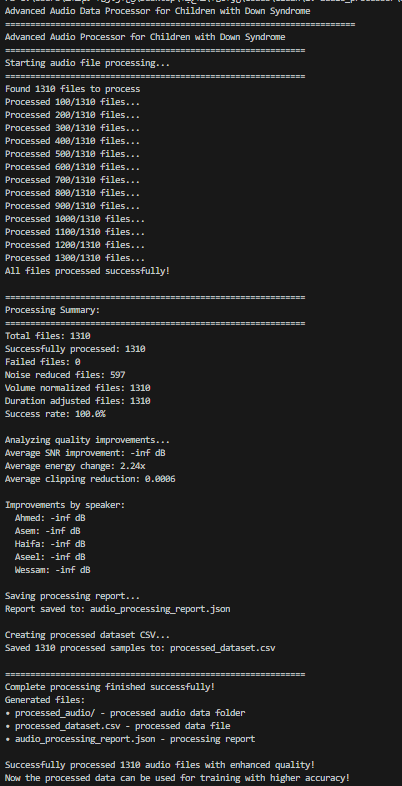 Advanced Audio Data Processor for Children with Down Syndrome
======================================================================
Advanced Audio Processor for Children with Down Syndrome
============================================================
Starting audio file processing...
============================================================
Found 1310 files to process
Processed 100/1310 files...
Processed 200/1310 files...
Processed 300/1310 files...
Processed 400/1310 files...
Processed 500/1310 files...
Processed 600/1310 files...
Processed 700/1310 files...
Processed 800/1310 files...
Processed 900/1310 files...
Processed 1000/1310 files...
Processed 1100/1310 files...
Processed 1200/1310 files...
Processed 1300/1310 files...
All files processed successfully!
============================================================
Processing Summary:
============================================================
Total files: 1310
Successfully processed: 1310
Failed files: 0
Noise reduced files: 597
Volume normalized files: 1310
Duration adjusted files: 1310
Success rate: 100.0%
Analyzing quality improvements...
Average SNR improvement: -inf dB
Average energy change: 2.24x
Average clipping reduction: 0.0006
Improvements by speaker:
Ahmed: -inf dB
Asem: -inf dB
Haifa: -inf dB
Aseel: -inf dB
Wessam: -inf dB
Saving processing report...
Report saved to: audio_processing_report.json
Creating processed dataset CSV...
Saved 1310 processed samples to: processed_dataset.csv
============================================================
Complete processing finished successfully!
Generated files:
• processed_audio/ - processed audio data folder
• processed_dataset.csv - processed data file
• audio_processing_report.json - processing report
Successfully processed 1310 audio files with enhanced quality!
Now the processed data can be used for training with higher accuracy!